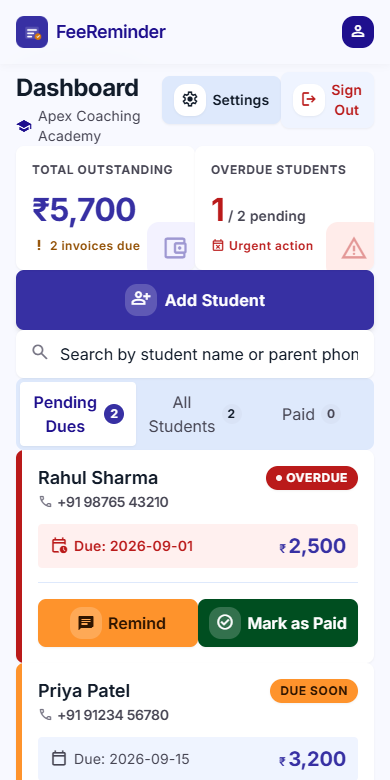 FeeReminder
Dashboard
Apex Coaching
Academy
Settings
Sign
Out
TOTAL OUTSTANDING
₹5,700
2 invoices due
OVERDUE STUDENTS
1 / 2 pending
Urgent action
Add Student
Search by student name or parent phon
Pending
Dues
2
All
Students
2
Paid 0
Rahul Sharma
OVERDUE
+91 98765 43210
Due: 2026-09-01
₹2,500
Remind
Mark as Paid
Priya Patel
DUE SOON
+91 91234 56780
Due: 2026-09-15
₹3,200